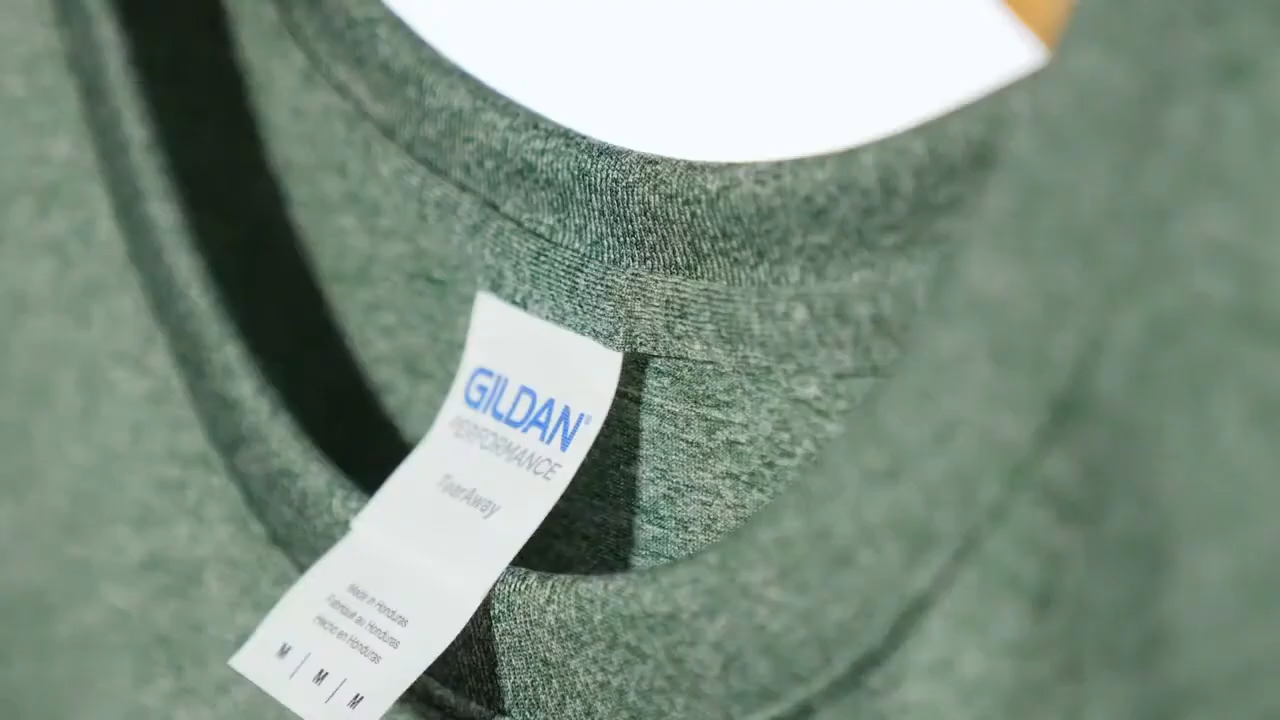 GILDAN®
PERFORMANCE
TearAway
Made in Honduras
Fabriqué au Honduras
Hecho en Honduras
M | M | M